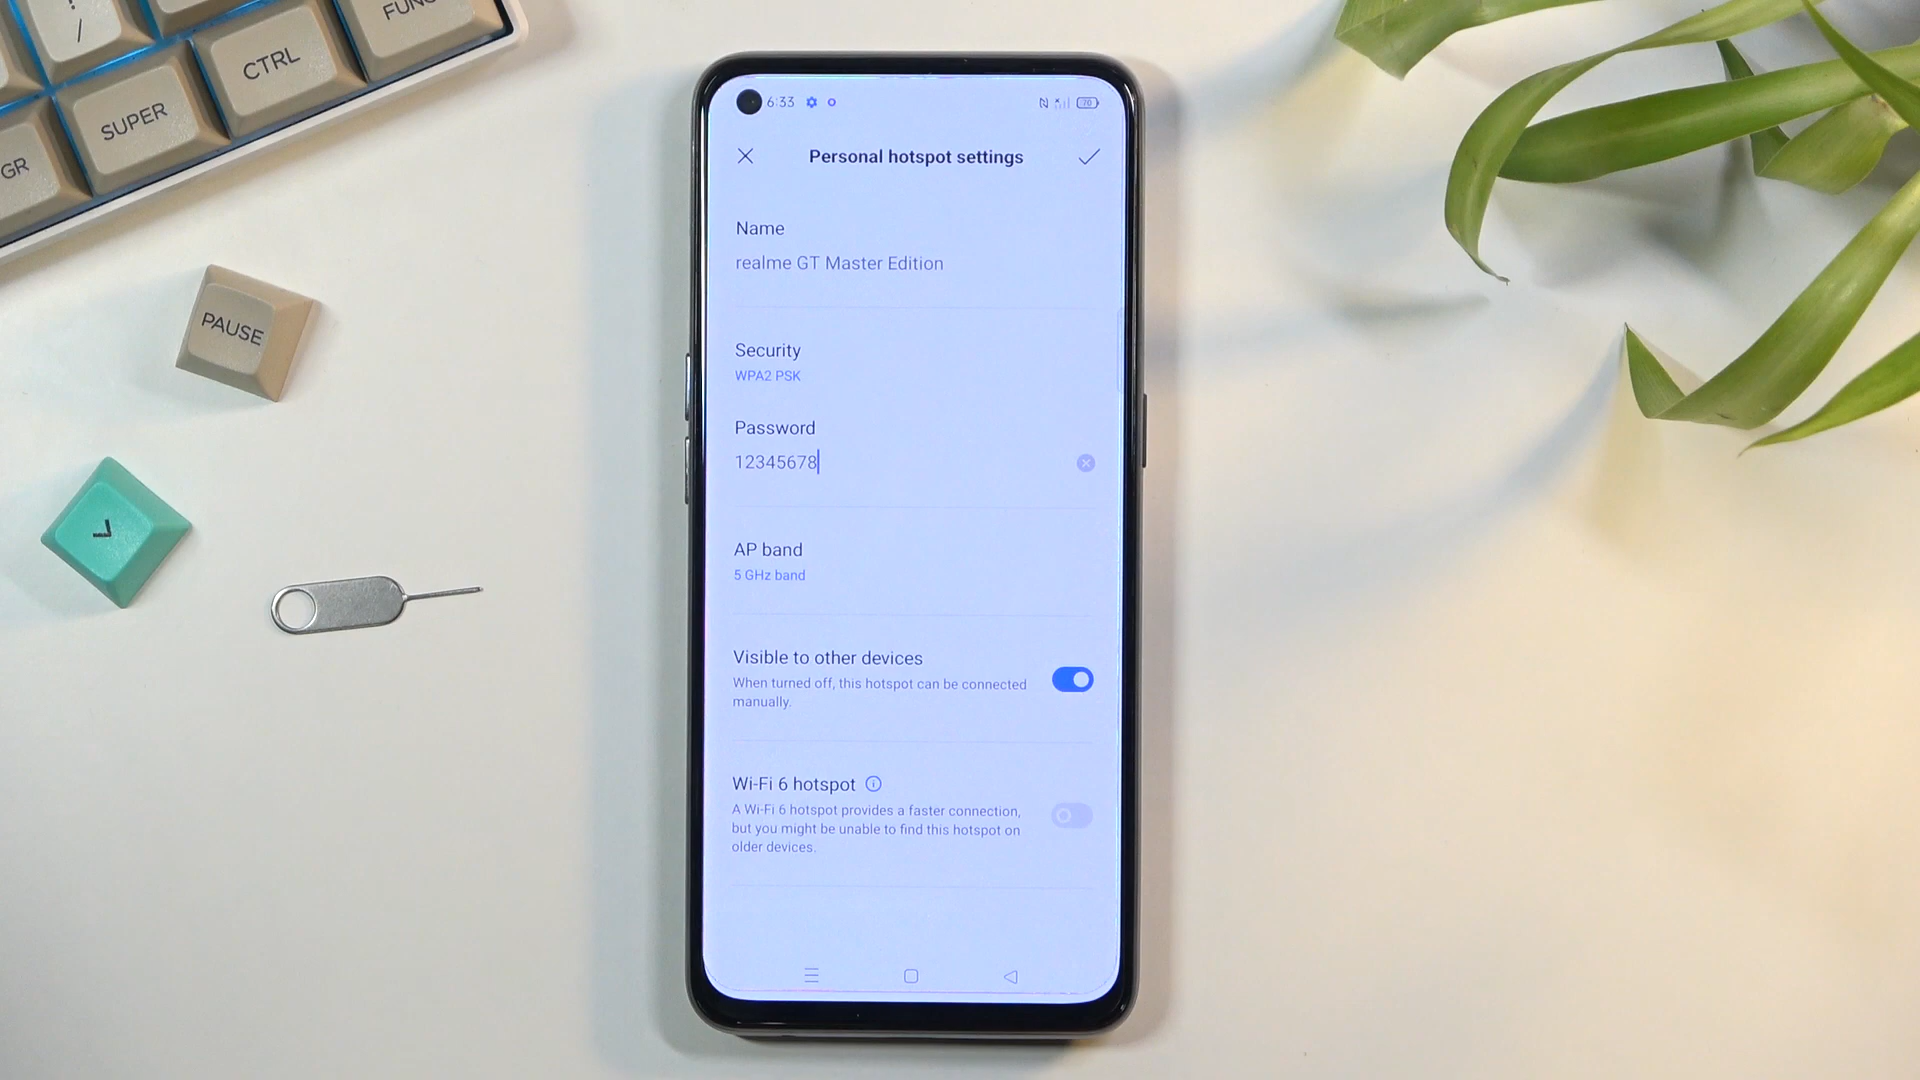 ! /
FUNC
CTRL
SUPER
GR
PAUSE
6:33
70
Personal hotspot settings
Name
realme GT Master Edition
Security
WPA2 PSK
Password
12345678
AP band
5 GHz band
Visible to other devices
When turned off, this hotspot can be connected
manually.
Wi-Fi 6 hotspot
A Wi-Fi 6 hotspot provides a faster connection,
but you might be unable to find this hotspot on
older devices.